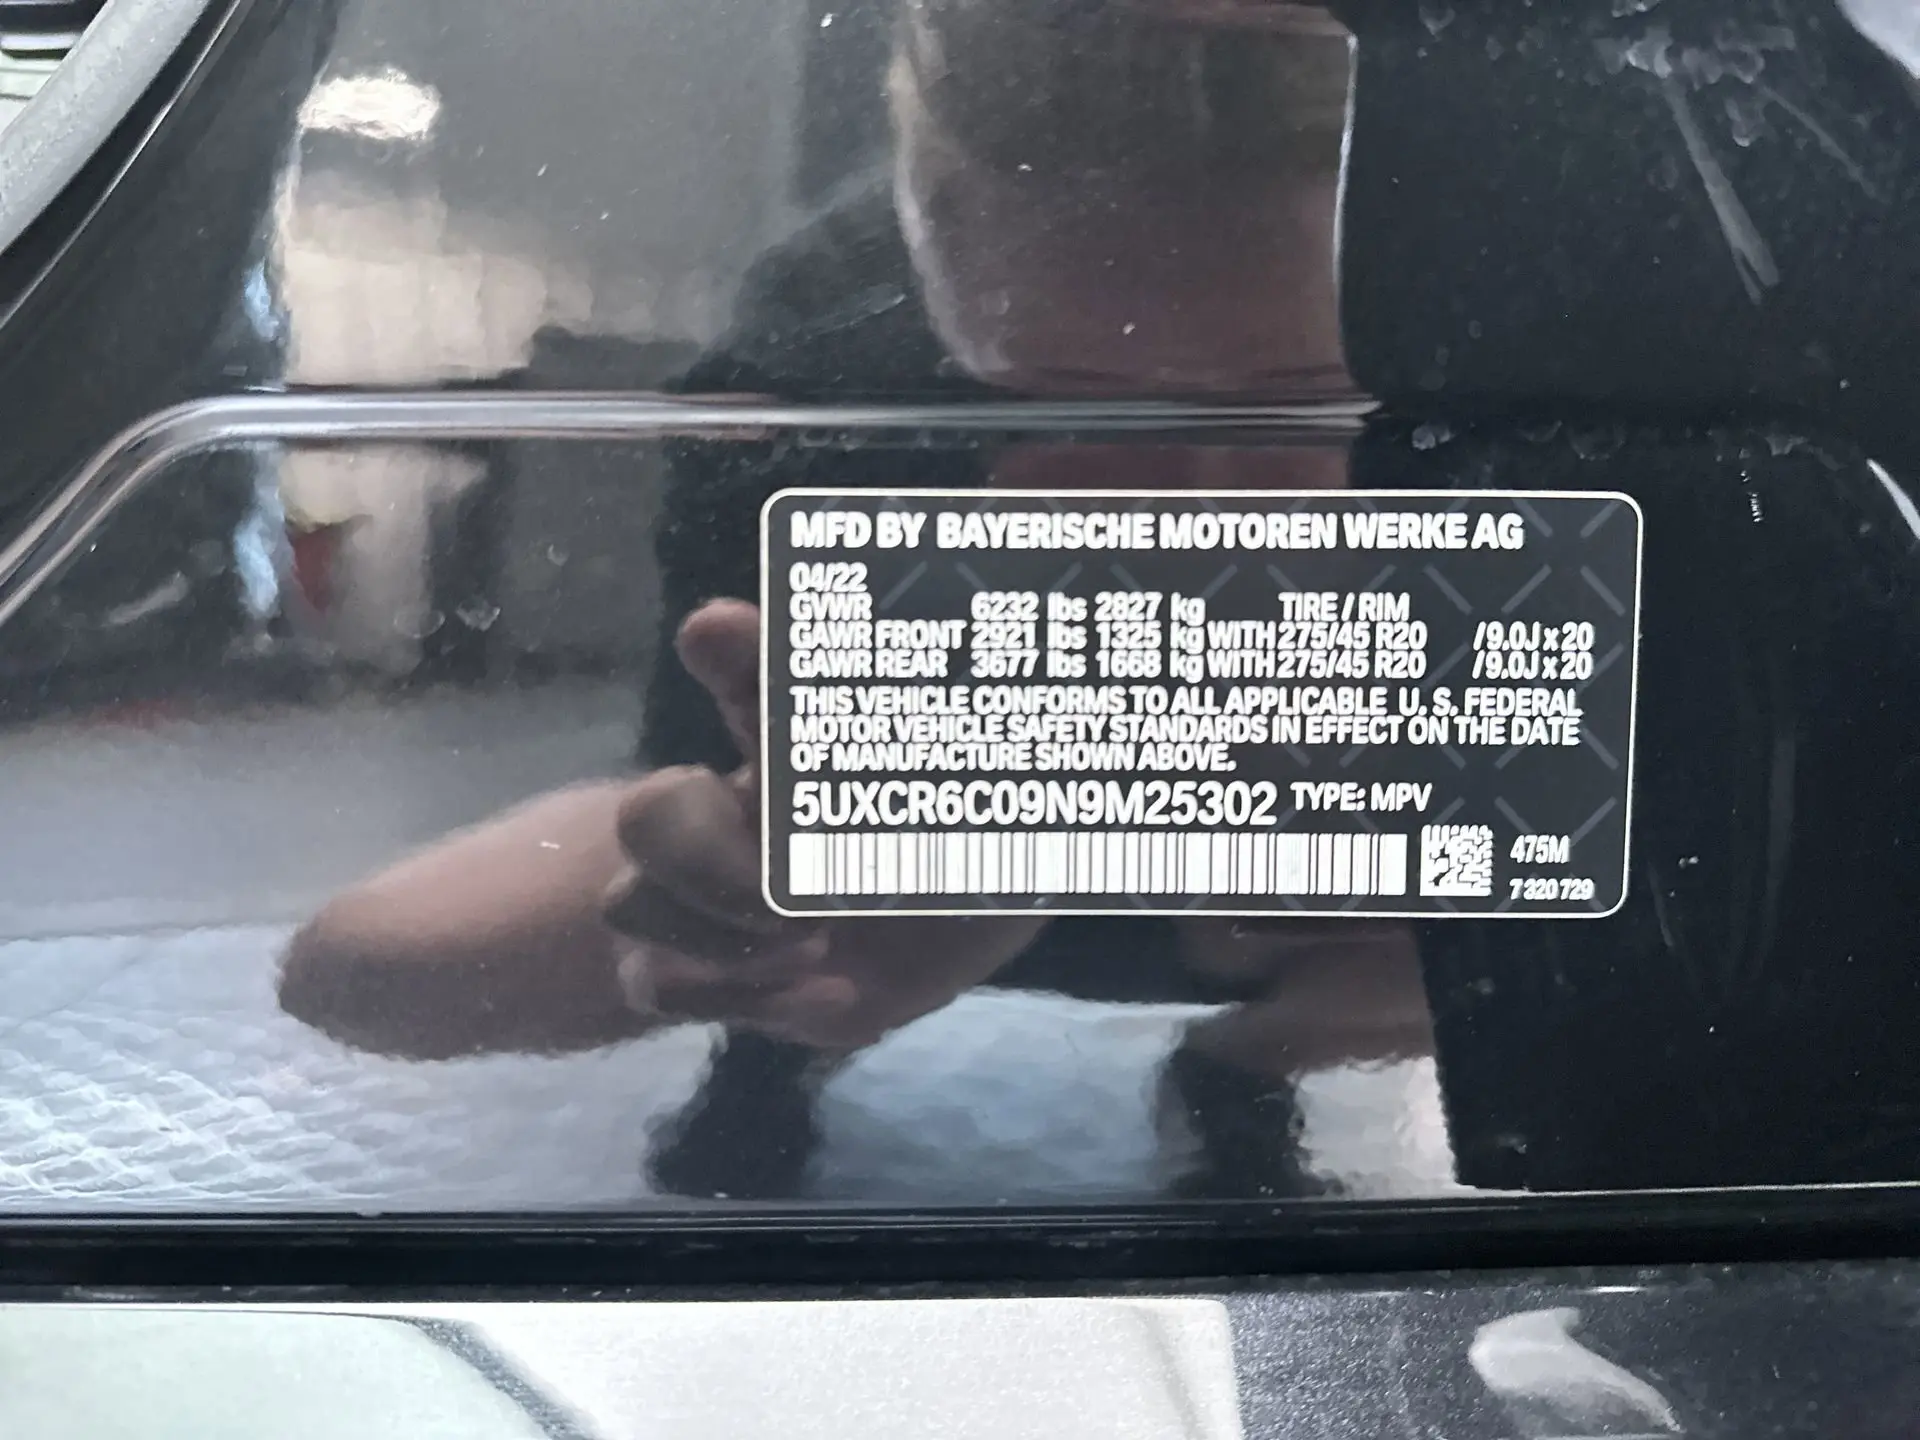 MFD BY BAYERISCHE MOTOREN WERKE AG
04/22
GVWR 6232 lbs 2827 kg TIRE / RIM
GAWR FRONT 2921 lbs 1325 kg WITH 275/45 R20 /9.0J x 20
GAWR REAR 3677 lbs 1668 kg WITH 275/45 R20 /9.0J x 20
THIS VEHICLE CONFORMS TO ALL APPLICABLE U.S. FEDERAL
MOTOR VEHICLE SAFETY STANDARDS IN EFFECT ON THE DATE
OF MANUFACTURE SHOWN ABOVE.
5UXCR6C09N9M25302 TYPE: MPV
475M
7 320 729